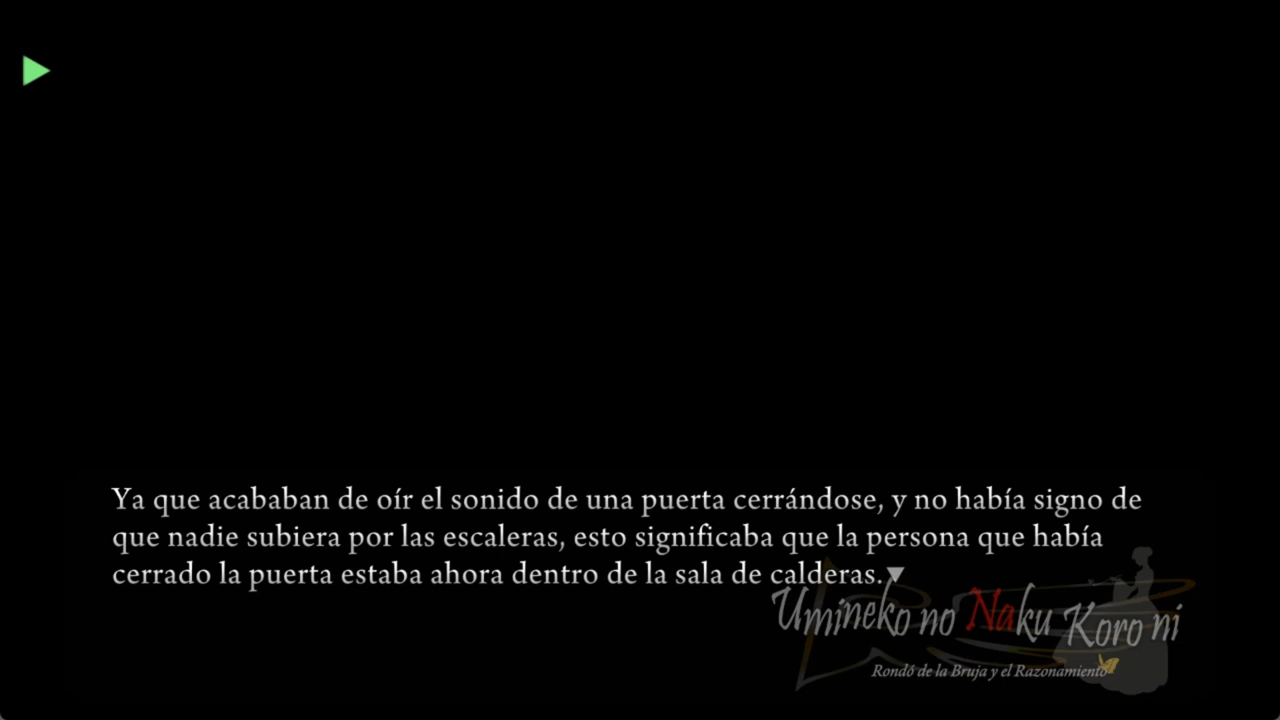 Ya que acababan de oír el sonido de una puerta cerrándose, y no había signo de
que nadie subiera por las escaleras, esto significaba que la persona que había
cerrado la puerta estaba ahora dentro de la sala de calderas.
Umineko no Naku Koro ni
Rondó de la Bruja y el Razonamiento